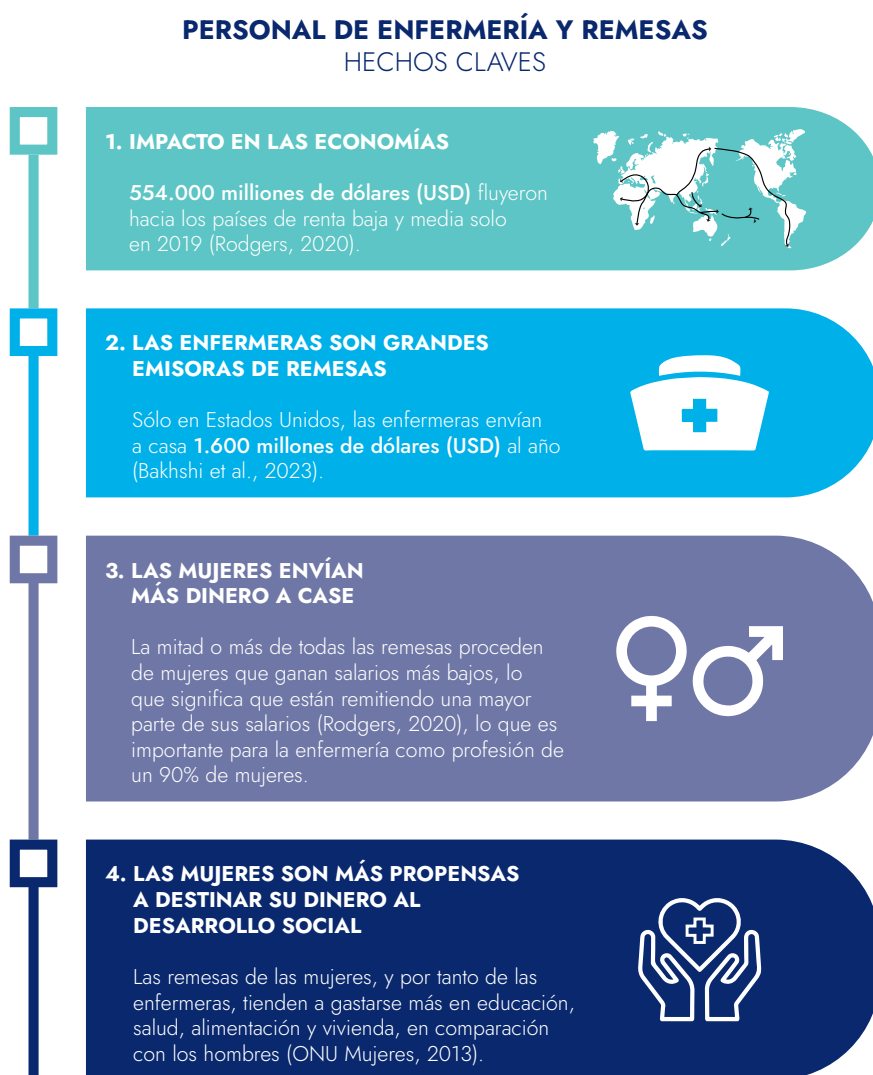 PERSONAL DE ENFERMERÍA Y REMESAS
HECHOS CLAVES
1. IMPACTO EN LAS ECONOMÍAS
554.000 milliones de dólares (USD) fluyeron
hacia los países de renta baja y media solo
en 2019 (Rodgers, 2020).
2. LAS ENFERMERAS SON GRANDES
EMISORAS DE REMESAS
Sólo en Estados Unidos, las enfermeras envían
a casa 1.600 millones de dólares (USD) al año
(Bakhshi et al., 2023).
3. LAS MUJERES ENVÍAN
MÁS DINERO A CASE
La mitad o más de todas las remesas proceden
de mujeres que ganan salarios más bajos, lo
que significa que están remitiendo una mayor
parte de sus salarios (Rodgers, 2020), lo que es
importante para la enfermería como profesión de
un 90% de mujeres.
4. LAS MUJERES SON MÁS PROPENSAS
A DESTINAR SU DINERO AL
DESARROLLO SOCIAL
Las remesas de las mujeres, y por tanto de las
enfermeras, tienden a gastarse más en educación,
salud, alimentación y vivienda, en comparación
con los hombres (ONU Mujeres, 2013).